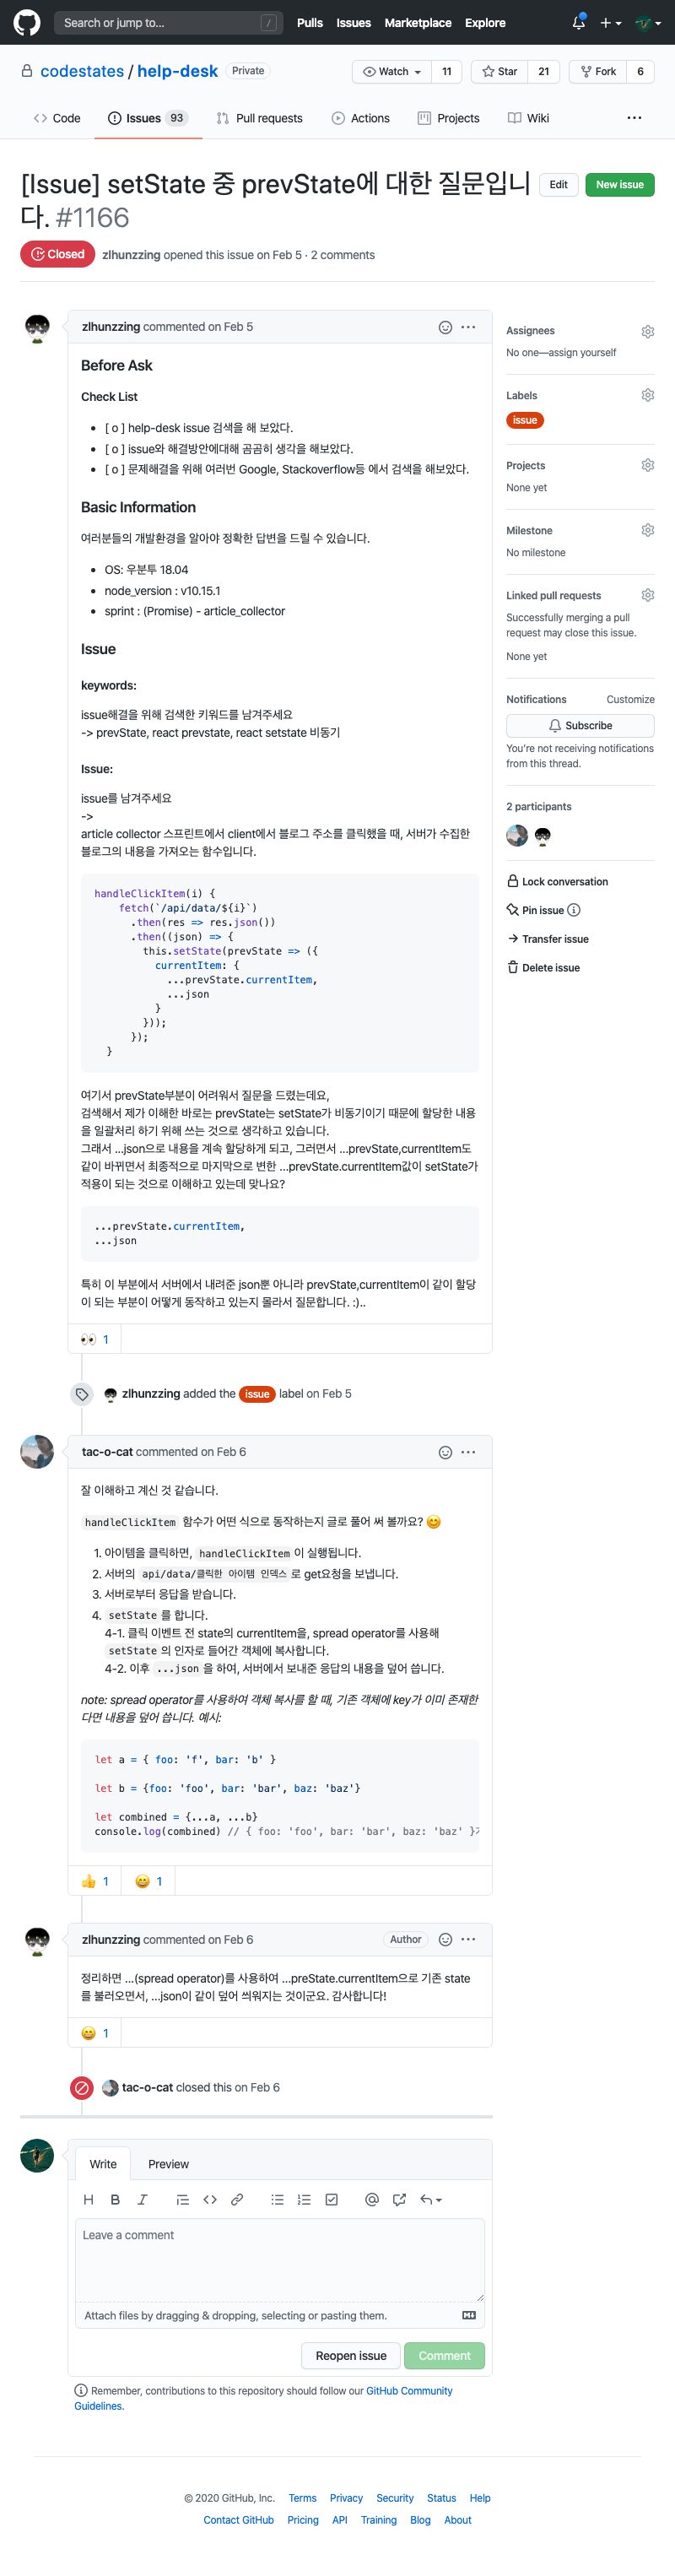 Search or jump to... /
Pulls Issues Marketplace Explore
codestates / help-desk Private
Watch 11 Star 21 Fork 6
Code Issues 93 Pull requests Actions Projects Wiki ...
[Issue] setState 중 prevState에 대한 질문입니
다. #1166
Edit New issue
Closed zlhunzzing opened this issue on Feb 5 · 2 comments
zlhunzzing commented on Feb 5
Before Ask
Check List
• [ o ] help-desk issue 검색을 해 보았다.
• [ o ] issue와 해결방안에대해 곰곰히 생각을 해보았다.
• [ o ] 문제해결을 위해 여러번 Google, Stackoverflow등 에서 검색을 해보았다.
Basic Information
여러분들의 개발환경을 알아야 정확한 답변을 드릴 수 있습니다.
• OS: 우분투 18.04
• node_version : v10.15.1
• sprint : (Promise) - article_collector
Issue
keywords:
issue해결을 위해 검색한 키워드를 남겨주세요
-> prevState, react prevstate, react setstate 비동기
Issue:
issue를 남겨주세요
->
article collector 스프린트에서 client에서 블로그 주소를 클릭했을 때, 서버가 수집한
블로그의 내용을 가져오는 함수입니다.
handleClickItem(i) {
fetch(`/api/data/${i}`)
.then(res => res.json())
.then((json) => {
this.setState(prevState => ({
currentItem: {
...prevState.currentItem,
...json
}
}));
});
}
여기서 prevState부분이 어려워서 질문을 드렸는데요,
검색해서 제가 이해한 바로는 prevState는 setState가 비동기이기 때문에 할당한 내용
을 일괄처리 하기 위해 쓰는 것으로 생각하고 있습니다.
그래서 ...json으로 내용을 계속 할당하게 되고, 그러면서 ...prevState,currentItem도
같이 바뀌면서 최종적으로 마지막으로 변한 ...prevState.currentItem값이 setState가
적용이 되는 것으로 이해하고 있는데 맞나요?
...prevState.currentItem,
...json
특히 이 부분에서 서버에서 내려준 json뿐 아니라 prevState,currentItem이 같이 할당
이 되는 부분이 어떻게 동작하고 있는지 몰라서 질문합니다. :)..
👀 1
zlhunzzing added the issue label on Feb 5
tac-o-cat commented on Feb 6
잘 이해하고 계신 것 같습니다.
handleClickItem 함수가 어떤 식으로 동작하는지 글로 풀어 써 볼까요? 😊
1. 아이템을 클릭하면, handleClickItem 이 실행됩니다.
2. 서버의 api/data/클릭한 아이템 인덱스 로 get요청을 보냅니다.
3. 서버로부터 응답을 받습니다.
4. setState 를 합니다.
4-1. 클릭 이벤트 전 state의 currentItem을, spread operator를 사용해
setState 의 인자로 들어간 객체에 복사합니다.
4-2. 이후 ...json 을 하여, 서버에서 보내준 응답의 내용을 덮어 씁니다.
note: spread operator를 사용하여 객체 복사를 할 때, 기존 객체에 key가 이미 존재한
다면 내용을 덮어 씁니다. 예시:
let a = { foo: 'f', bar: 'b' }
let b = {foo: 'foo', bar: 'bar', baz: 'baz'}
let combined = {...a, ...b}
console.log(combined) // { foo: 'foo', bar: 'bar', baz: 'baz' }
👍 1 😄 1
zlhunzzing commented on Feb 6 Author
정리하면 ...(spread operator)를 사용하여 ...preState.currentItem으로 기존 state
를 불러오면서, ...json이 같이 덮어 씌워지는 것이군요. 감사합니다!
😄 1
tac-o-cat closed this on Feb 6
Write Preview
Leave a comment
Attach files by dragging & dropping, selecting or pasting them.
Reopen issue Comment
Remember, contributions to this repository should follow our GitHub Community
Guidelines.
Assignees
No one—assign yourself
Labels
issue
Projects
None yet
Milestone
No milestone
Linked pull requests
Successfully merging a pull
request may close this issue.
None yet
Notifications Customize
Subscribe
You're not receiving notifications
from this thread.
2 participants
Lock conversation
Pin issue
Transfer issue
Delete issue
© 2020 GitHub, Inc. Terms Privacy Security Status Help
Contact GitHub Pricing API Training Blog About